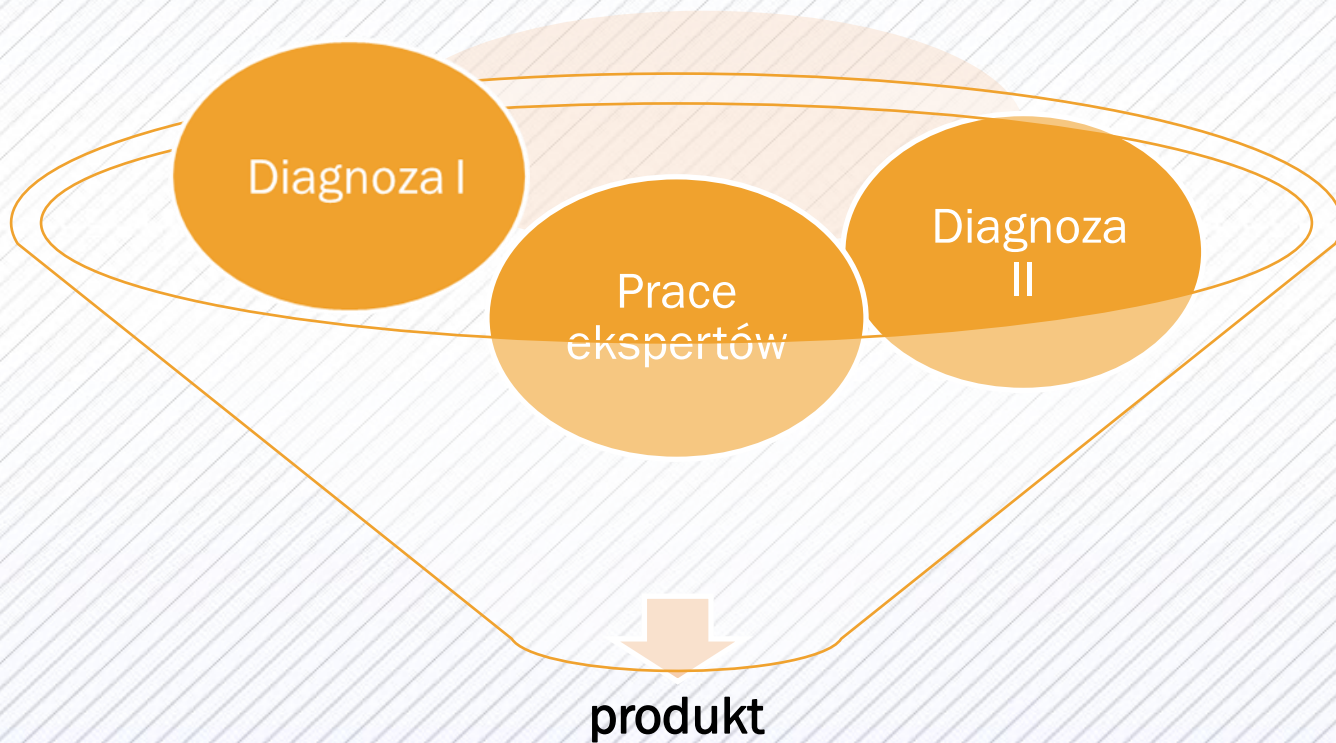 Diagnoza I
Prace
ekspertów
Diagnoza
II
produkt